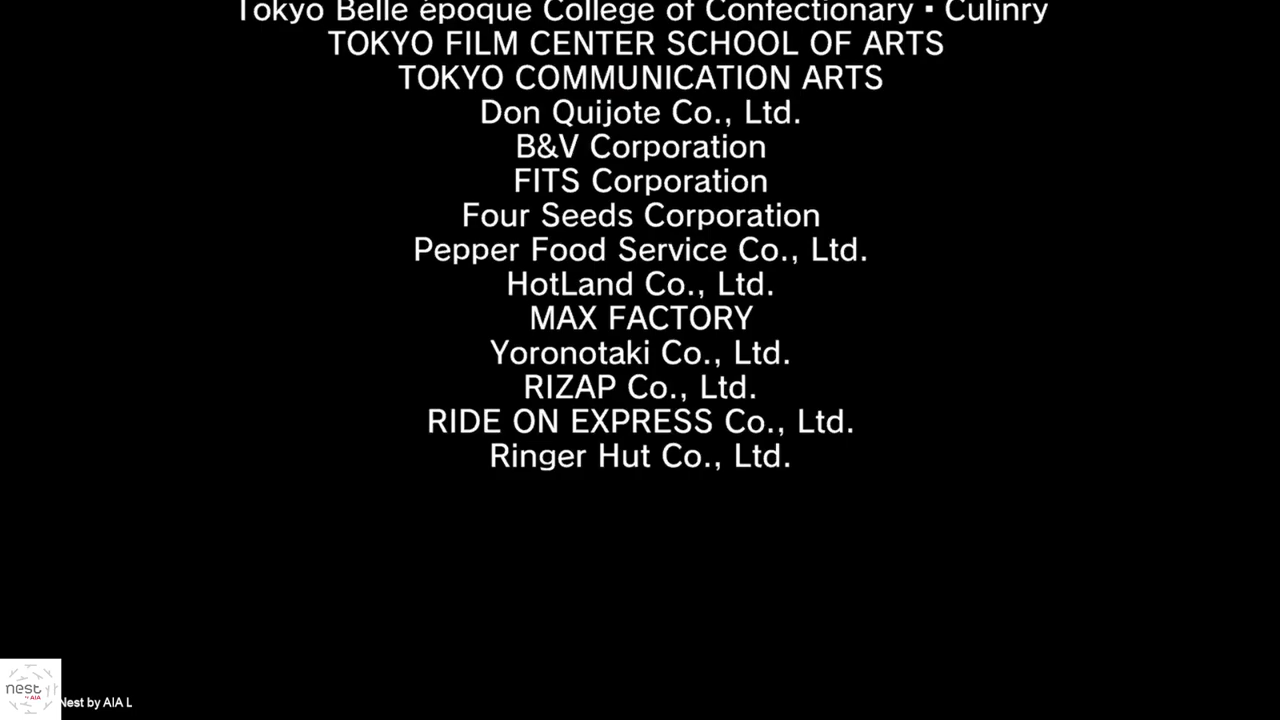 Tokyo Belle époque College of Confectionary・Culinry
TOKYO FILM CENTER SCHOOL OF ARTS
TOKYO COMMUNICATION ARTS
Don Quijote Co., Ltd.
B&V Corporation
FITS Corporation
Four Seeds Corporation
Pepper Food Service Co., Ltd.
HotLand Co., Ltd.
MAX FACTORY
Yoronotaki Co., Ltd.
RIZAP Co., Ltd.
RIDE ON EXPRESS Co., Ltd.
Ringer Hut Co., Ltd.
nest
by AIA
Nest by AIA L